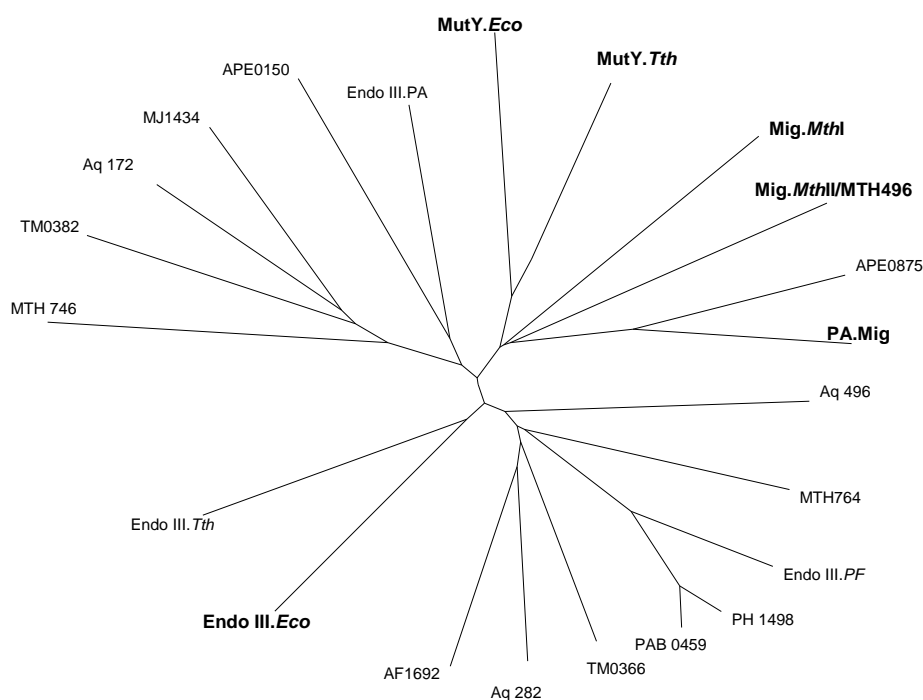 MutY.Eco
MutY.Tth
APE0150
Endo III.PA
MJ1434
Mig.MthI
Aq 172
Mig.MthII/MTH496
TM0382
APE0875
MTH 746
PA.Mig
Aq 496
MTH764
Endo III.Tth
Endo III.PF
PH 1498
Endo III.Eco
PAB 0459
AF1692
TM0366
Aq 282